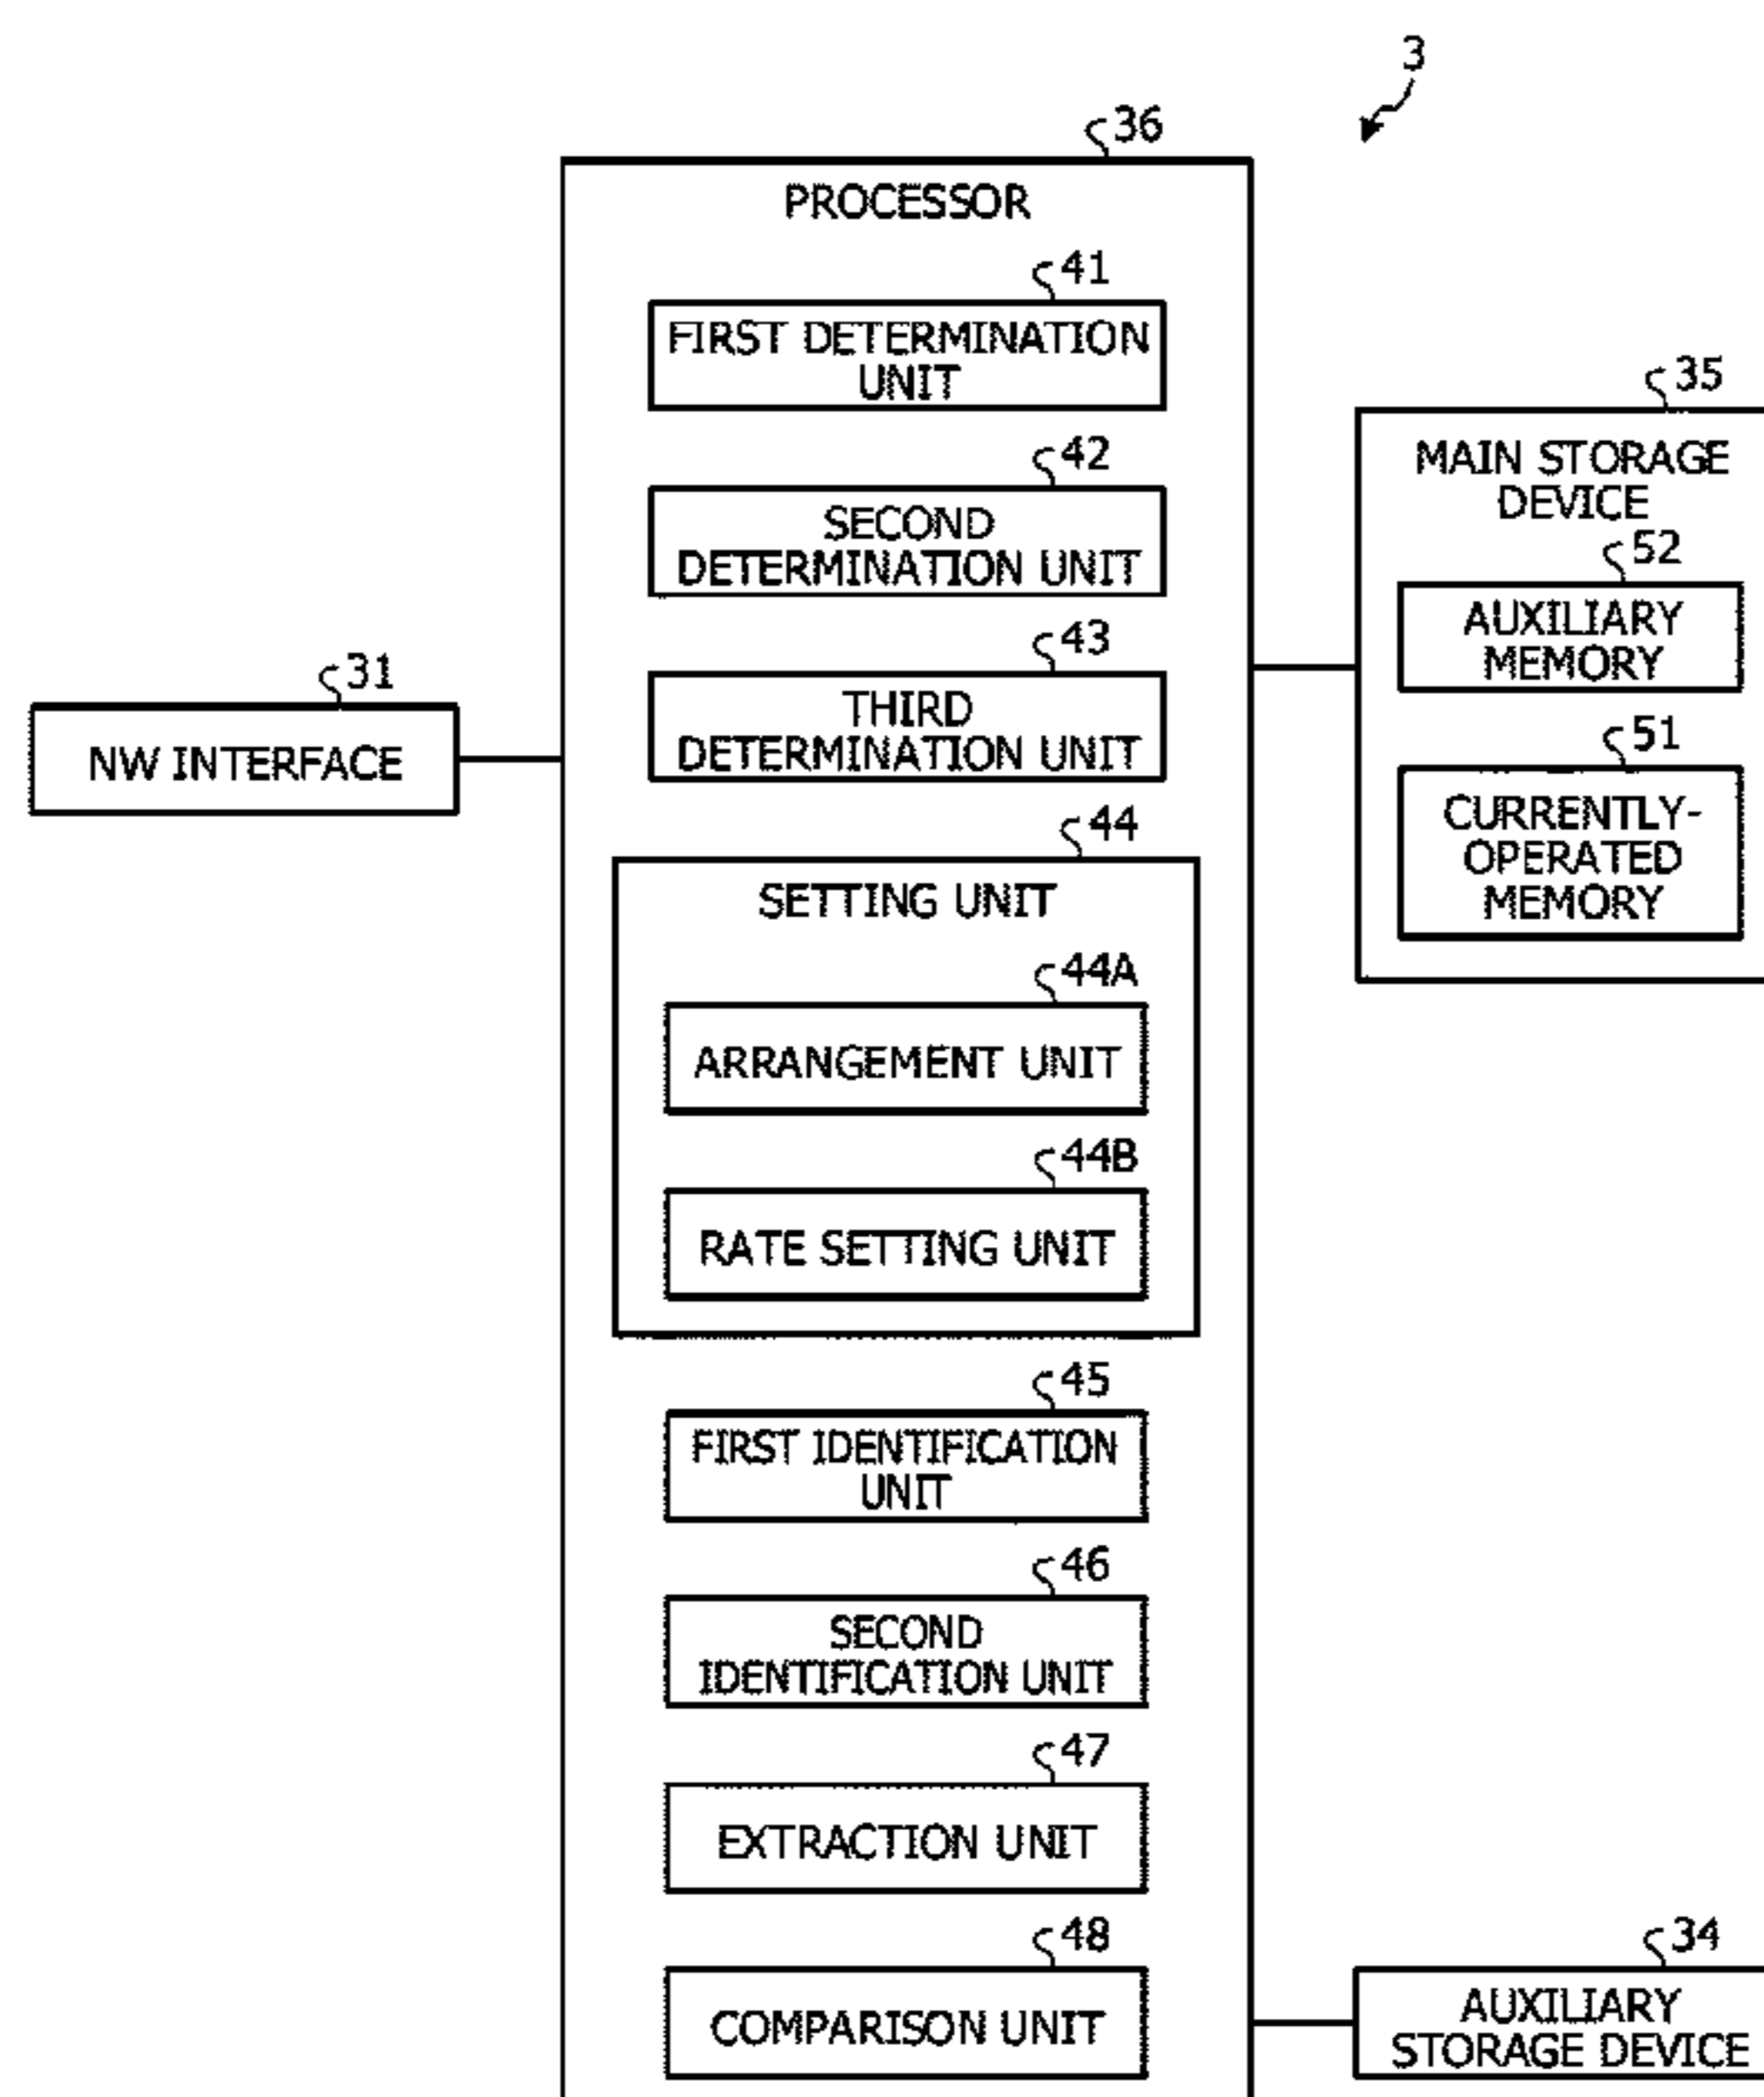 3
36
PROCESSOR
41
FIRST DETERMINATION
UNIT
42
SECOND
DETERMINATION UNIT
43
THIRD
DETERMINATION UNIT
44
SETTING UNIT
44A
ARRANGEMENT UNIT
44B
RATE SETTING UNIT
45
FIRST IDENTIFICATION
UNIT
46
SECOND
IDENTIFICATION UNIT
47
EXTRACTION UNIT
48
COMPARISON UNIT
31
NW INTERFACE
35
MAIN STORAGE
DEVICE
52
AUXILIARY
MEMORY
51
CURRENTLY-
OPERATED
MEMORY
34
AUXILIARY
STORAGE DEVICE